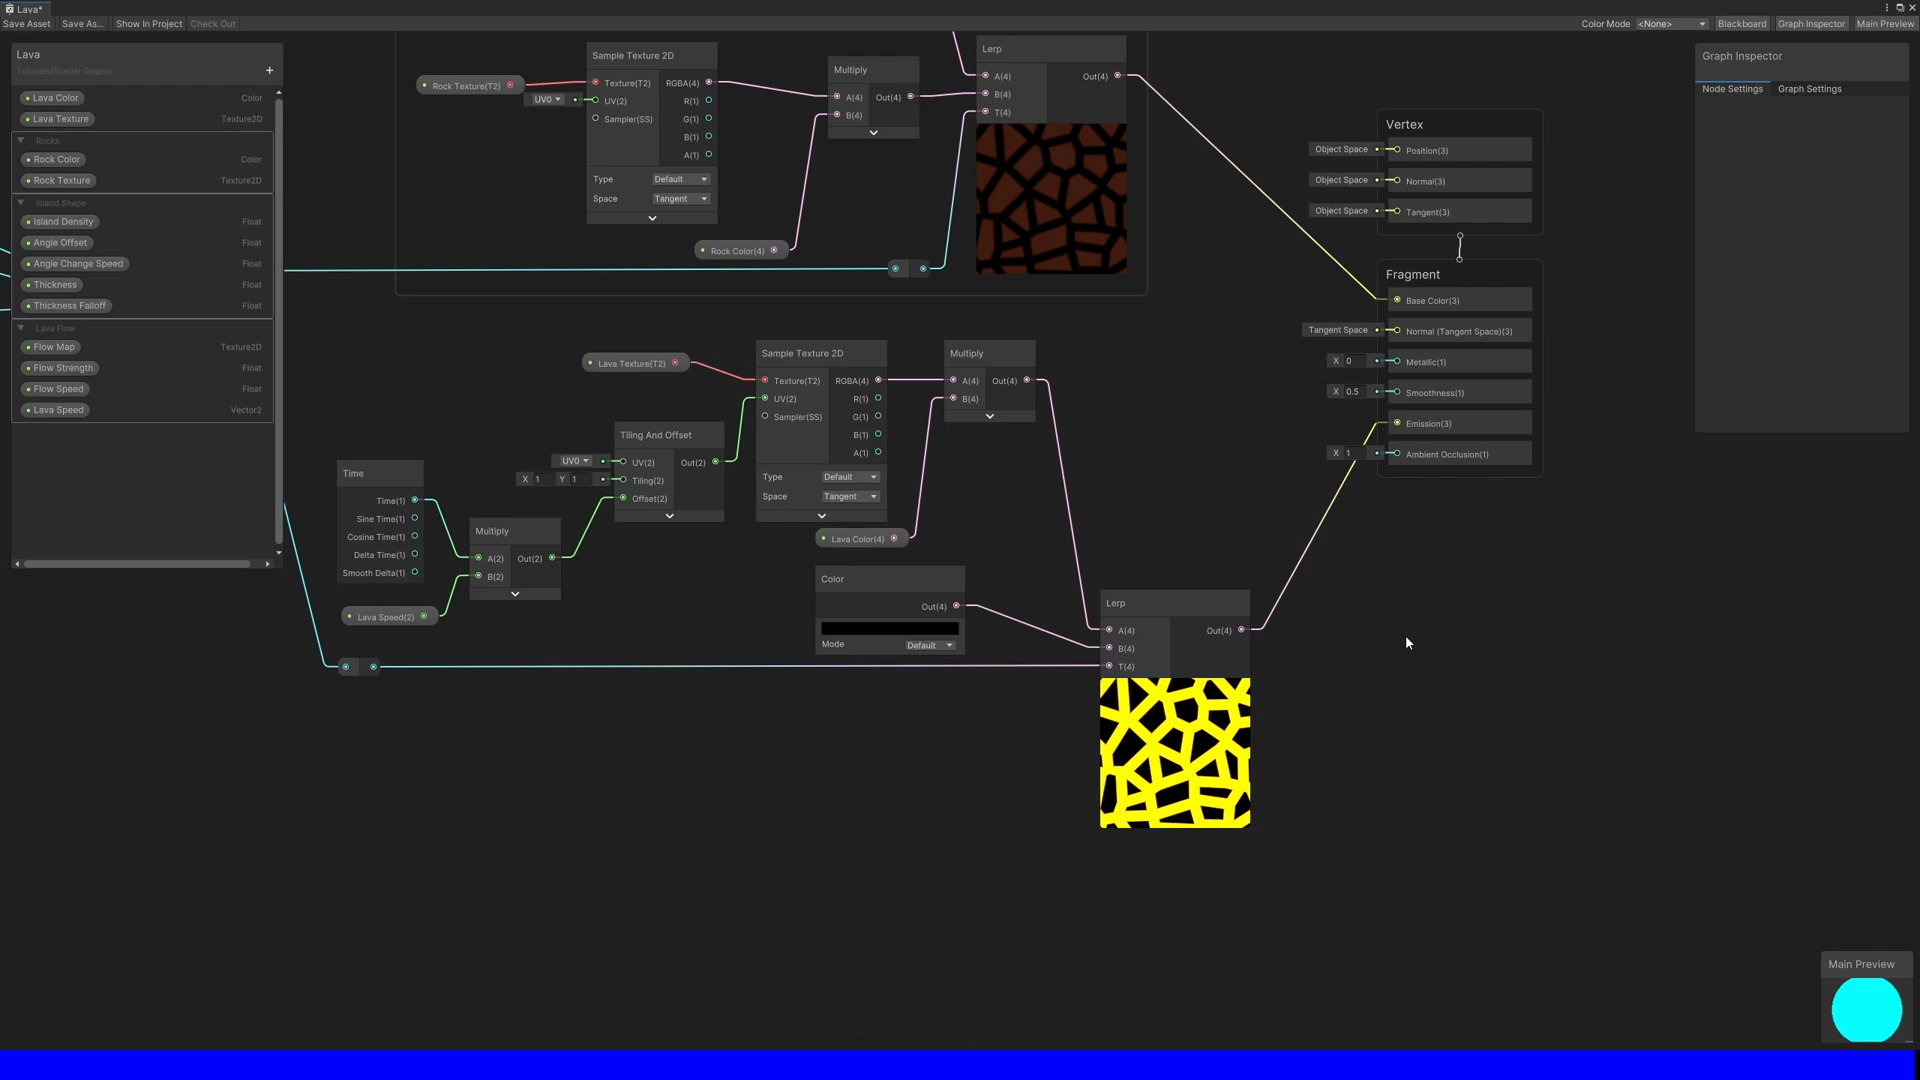 Lava*
Save Asset Save As... Show In Project Check Out Color Mode <None> Blackboard Graph Inspector Main Preview
Lava
Tutorials/Shader Graphs
Lava Color Color
Lava Texture Texture2D
Rocks
Rock Color Color
Rock Texture Texture2D
Island Shape
Island Density Float
Angle Offset Float
Angle Change Speed Float
Thickness Float
Thickness Falloff Float
Lava Flow
Flow Map Texture2D
Flow Strength Float
Flow Speed Float
Lava Speed Vector2
Rock Texture(T2)
UV0
Sample Texture 2D
Texture(T2) RGBA(4)
UV(2) R(1)
Sampler(SS) G(1)
B(1)
A(1)
Type Default
Space Tangent
Rock Color(4)
Multiply
A(4) Out(4)
B(4)
Lerp
A(4) Out(4)
B(4)
T(4)
Lava Texture(T2)
Sample Texture 2D
Texture(T2) RGBA(4)
UV(2) R(1)
Sampler(SS) G(1)
B(1)
A(1)
Type Default
Space Tangent
Multiply
A(4) Out(4)
B(4)
Tiling And Offset
UV0 UV(2) Out(2)
X 1 Y 1 Tiling(2)
Offset(2)
Time
Time(1)
Sine Time(1)
Cosine Time(1)
Delta Time(1)
Smooth Delta(1)
Multiply
A(2) Out(2)
B(2)
Lava Speed(2)
Lava Color(4)
Color
Out(4)
Mode Default
Lerp
A(4) Out(4)
B(4)
T(4)
Vertex
Object Space Position(3)
Object Space Normal(3)
Object Space Tangent(3)
Fragment
Base Color(3)
Tangent Space Normal (Tangent Space)(3)
X 0 Metallic(1)
X 0.5 Smoothness(1)
Emission(3)
X 1 Ambient Occlusion(1)
Graph Inspector
Node Settings Graph Settings
Main Preview